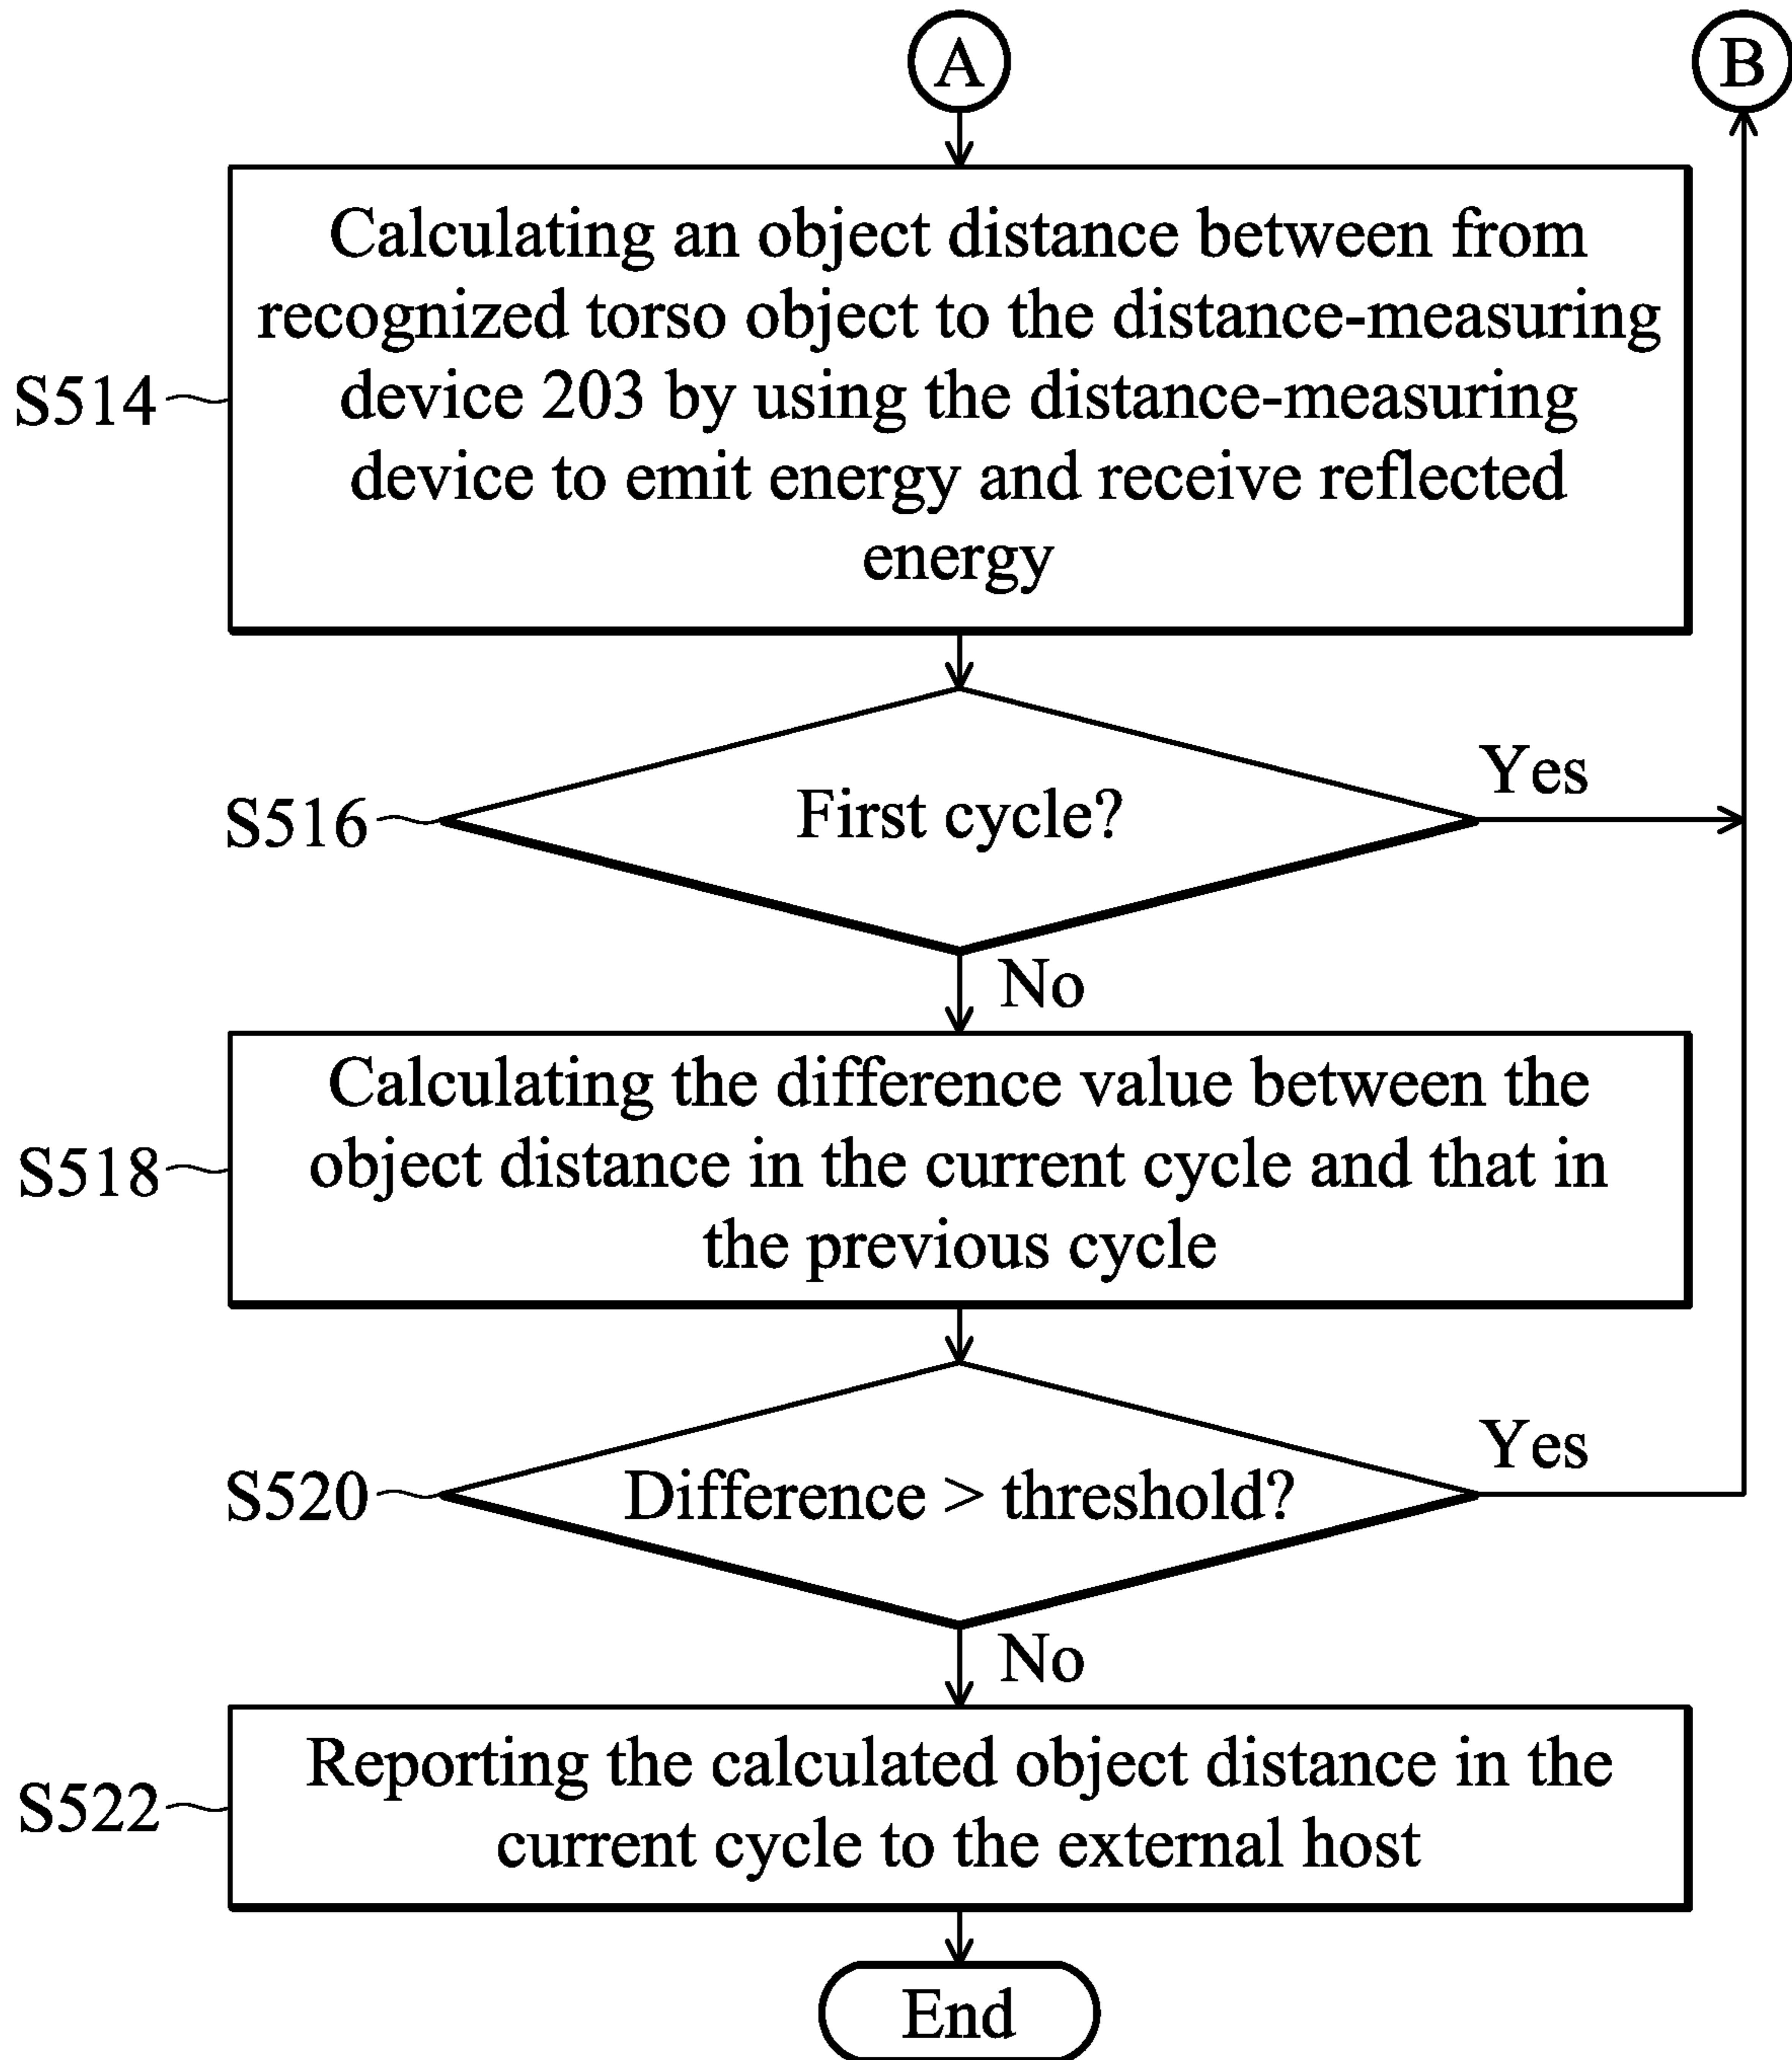 A
B
Calculating an object distance between from
recognized torso object to the distance-measuring
device 203 by using the distance-measuring
device to emit energy and receive reflected
energy
S514
First cycle?
S516
Yes
No
Calculating the difference value between the
object distance in the current cycle and that in
the previous cycle
S518
Difference > threshold?
S520
Yes
No
Reporting the calculated object distance in the
current cycle to the external host
S522
End